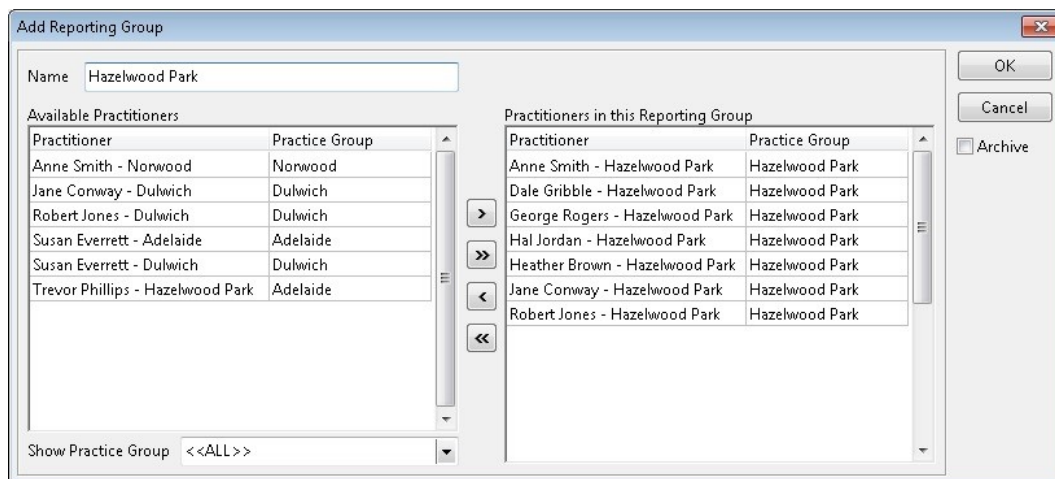 Add Reporting Group
Name Hazelwood Park
OK
Cancel
Archive
Available Practitioners
Practitioner Practice Group
Anne Smith - Norwood Norwood
Jane Conway - Dulwich Dulwich
Robert Jones - Dulwich Dulwich
Susan Everrett - Adelaide Adelaide
Susan Everrett - Dulwich Dulwich
Trevor Phillips - Hazelwood Park Adelaide
Show Practice Group <<ALL>>
>
>>
<
<<
Practitioners in this Reporting Group
Practitioner Practice Group
Anne Smith - Hazelwood Park Hazelwood Park
Dale Gribble - Hazelwood Park Hazelwood Park
George Rogers - Hazelwood Park Hazelwood Park
Hal Jordan - Hazelwood Park Hazelwood Park
Heather Brown - Hazelwood Park Hazelwood Park
Jane Conway - Hazelwood Park Hazelwood Park
Robert Jones - Hazelwood Park Hazelwood Park